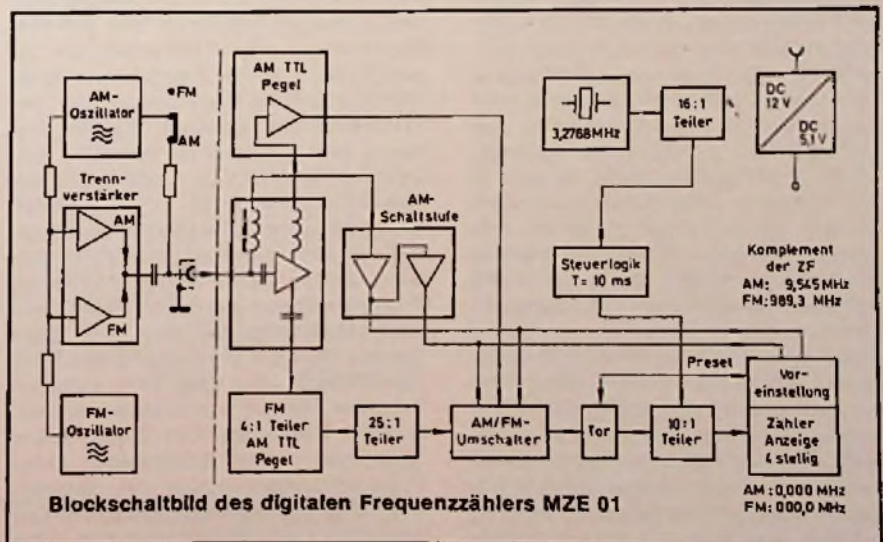 AM-
Oszillator
FM
AM
Trenn-
verstärker
AM
FM
FM-
Oszillator
AM TTL
Pegel
AM-
Schaltstufe
FM
4:1 Teiler
AM TTL
Pegel
25:1
Teiler
AM/FM-
Umschalter
Tor
10:1
Teiler
3,2768 MHz
16:1
Teiler
Steuerlogik
T = 10 ms
DC
12 V
DC
5,1 V
Komplement
der ZF
AM: 9,545 MHz
FM: 989,3 MHz
Preset
Vor-
einstellung
Zähler
Anzeige
4 stellig
AM: 0,000 MHz
FM: 000,0 MHz
Blockschaltbild des digitalen Frequenzzählers MZE 01